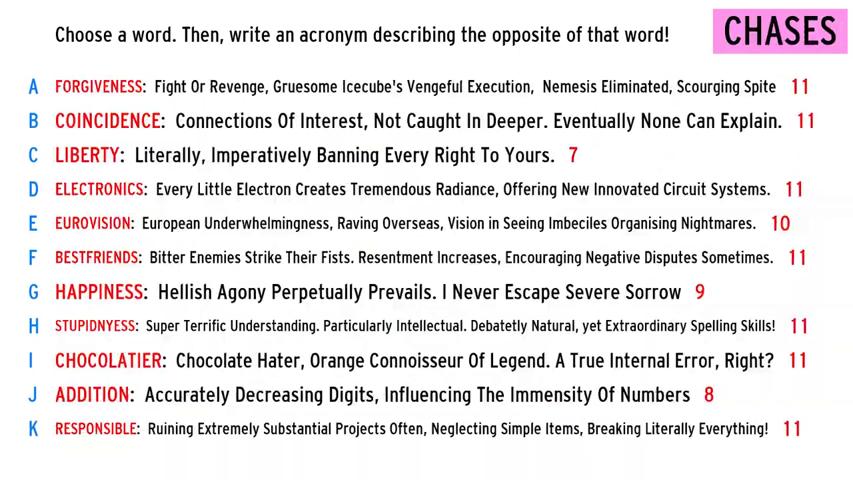 Choose a word. Then, write an acronym describing the opposite of that word!
CHASES
A FORGIVENESS: Fight Or Revenge, Gruesome Icecube's Vengeful Execution, Nemesis Eliminated, Scourging Spite 11
B COINCIDENCE: Connections Of Interest, Not Caught In Deeper. Eventually None Can Explain. 11
C LIBERTY: Literally, Imperatively Banning Every Right To Yours. 7
D ELECTRONICS: Every Little Electron Creates Tremendous Radiance, Offering New Innovated Circuit Systems. 11
E EUROVISION: European Underwhelmingness, Raving Overseas, Vision in Seeing Imbeciles Organising Nightmares. 10
F BESTFRIENDS: Bitter Enemies Strike Their Fists. Resentment Increases, Encouraging Negative Disputes Sometimes. 11
G HAPPINESS: Hellish Agony Perpetually Prevails. I Never Escape Severe Sorrow 9
H STUPIDNYESS: Super Terrific Understanding. Particularly Intellectual. Debatetly Natural, yet Extraordinary Spelling Skills! 11
I CHOCOLATIER: Chocolate Hater, Orange Connoisseur Of Legend. A True Internal Error, Right? 11
J ADDITION: Accurately Decreasing Digits, Influencing The Immensity Of Numbers 8
K RESPONSIBLE: Ruining Extremely Substantial Projects Often, Neglecting Simple Items, Breaking Literally Everything! 11